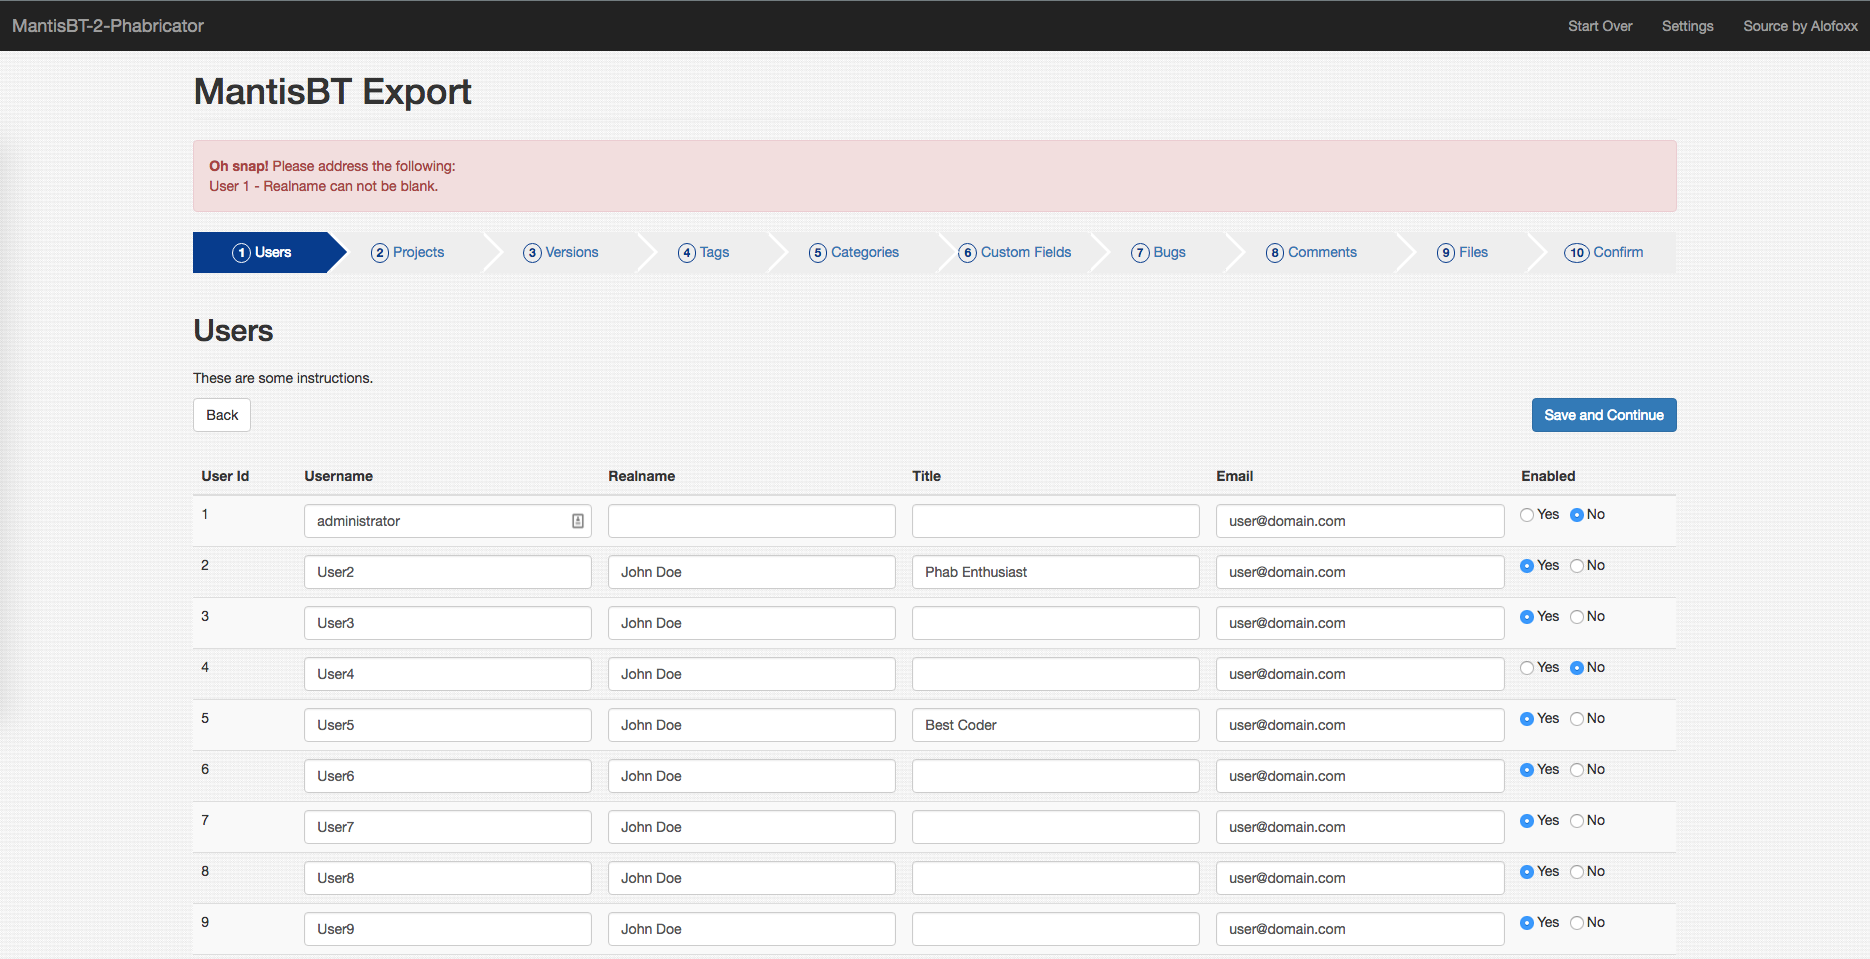 MantisBT-2-Phabricator Start Over Settings Source by Alofoxx
MantisBT Export
Oh snap! Please address the following:
User 1 - Realname can not be blank.
1 Users 2 Projects 3 Versions 4 Tags 5 Categories 6 Custom Fields 7 Bugs 8 Comments 9 Files 10 Confirm
Users
These are some instructions.
Back Save and Continue
User Id Username Realname Title Email Enabled
1 administrator user@domain.com Yes No
2 User2 John Doe Phab Enthusiast user@domain.com Yes No
3 User3 John Doe user@domain.com Yes No
4 User4 John Doe user@domain.com Yes No
5 User5 John Doe Best Coder user@domain.com Yes No
6 User6 John Doe user@domain.com Yes No
7 User7 John Doe user@domain.com Yes No
8 User8 John Doe user@domain.com Yes No
9 User9 John Doe user@domain.com Yes No